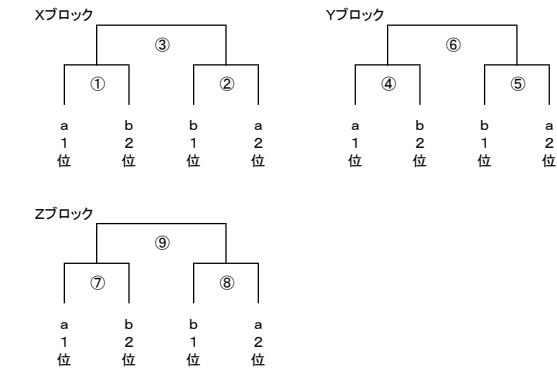 Xブロック
③
① ②
a b b a
1 2 1 2
位 位 位 位
Yブロック
⑥
④ ⑤
a b b a
1 2 1 2
位 位 位 位
Zブロック
⑨
⑦ ⑧
a b b a
1 2 1 2
位 位 位 位